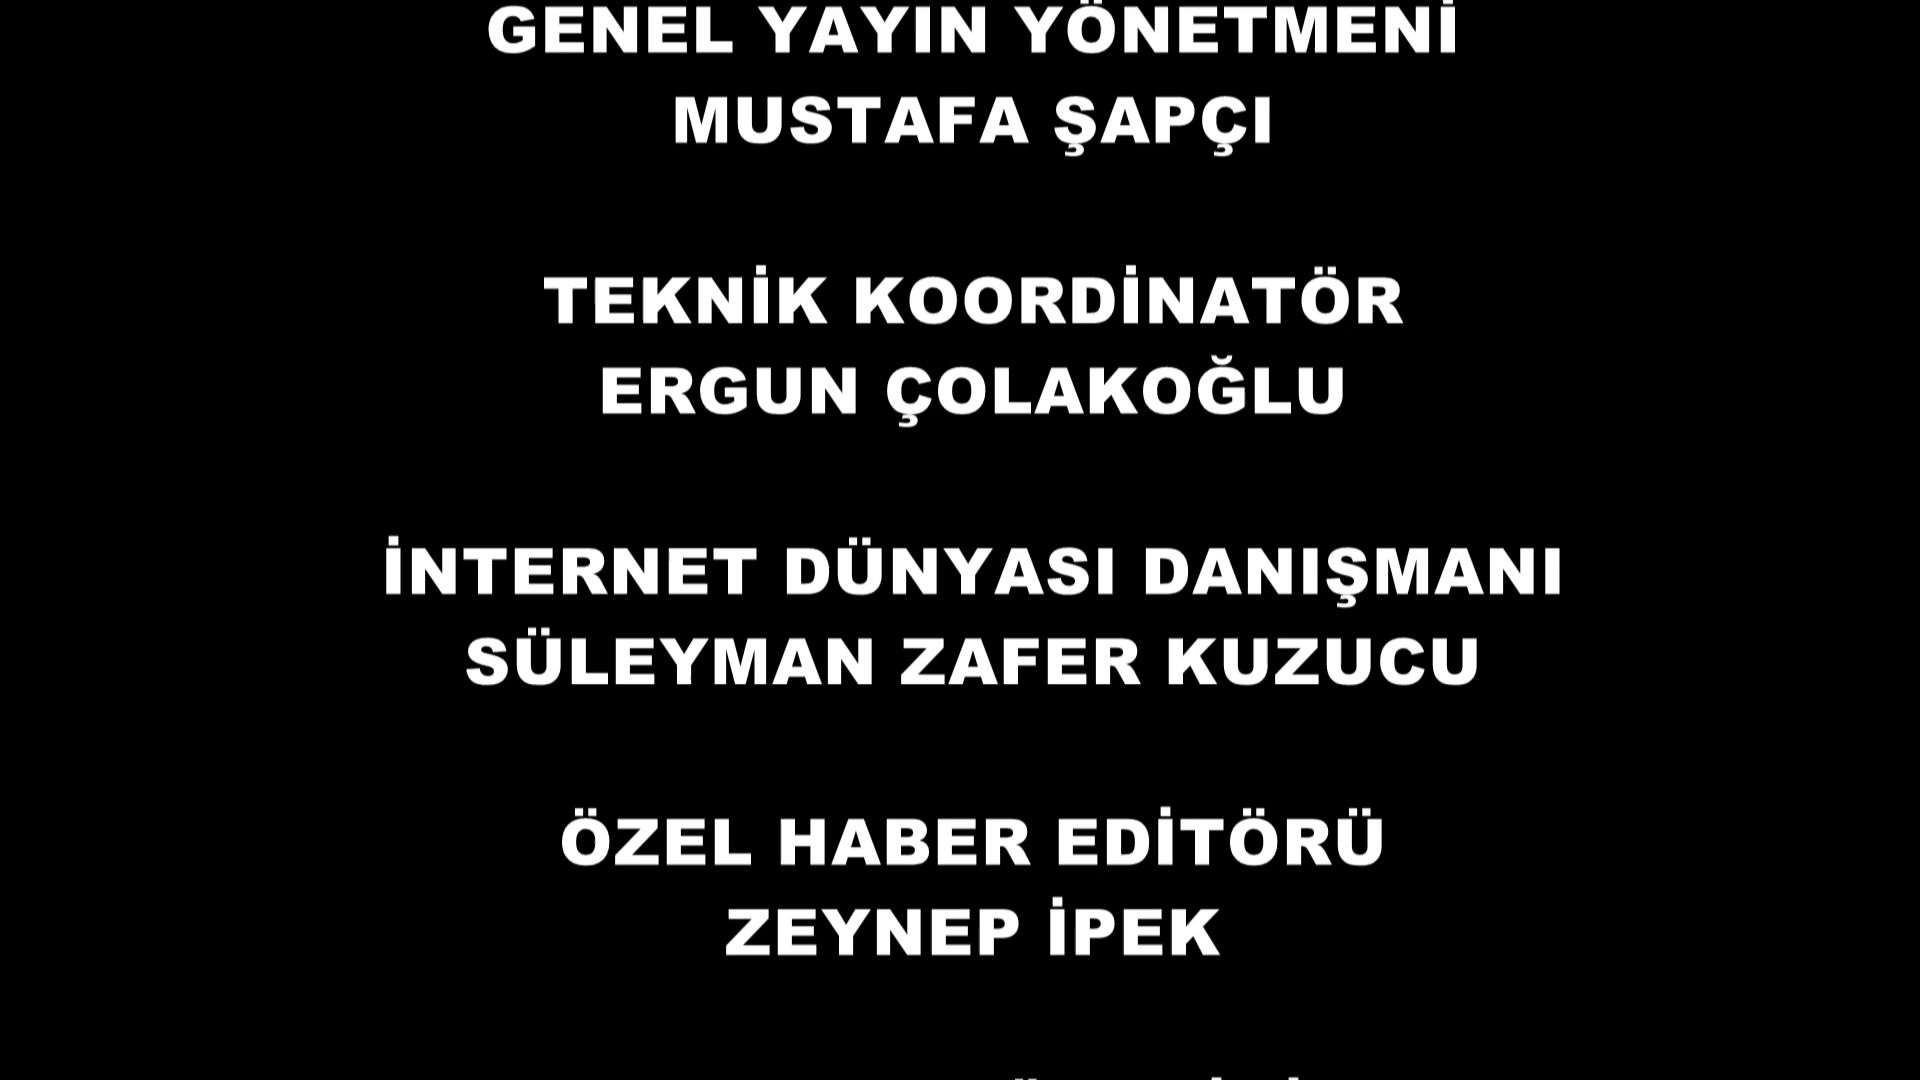 GENEL YAYIN YÖNETMENİ
MUSTAFA ŞAPÇI
TEKNİK KOORDİNATÖR
ERGUN ÇOLAKOĞLU
İNTERNET DÜNYASI DANIŞMANI
SÜLEYMAN ZAFER KUZUCU
ÖZEL HABER EDİTÖRÜ
ZEYNEP İPEK